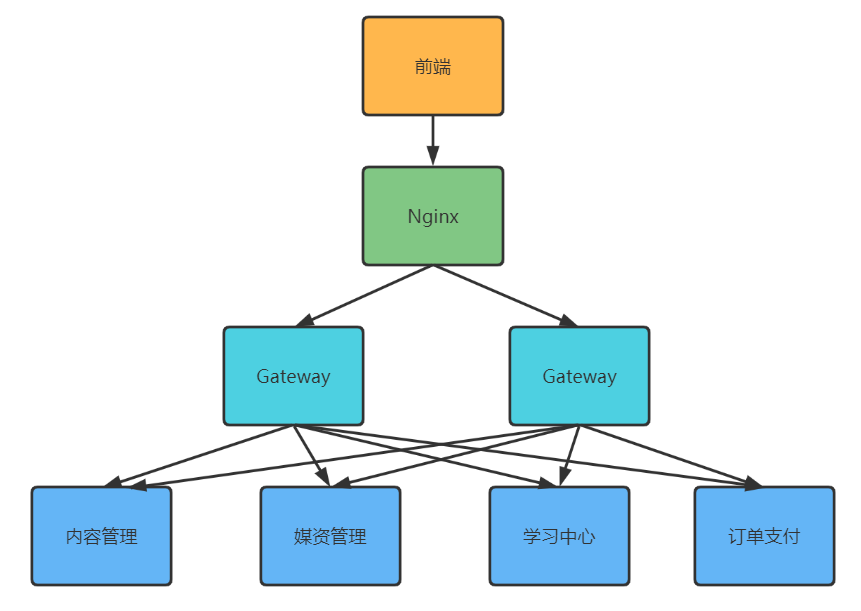 前端
Nginx
Gateway
Gateway
内容管理
媒资管理
学习中心
订单支付